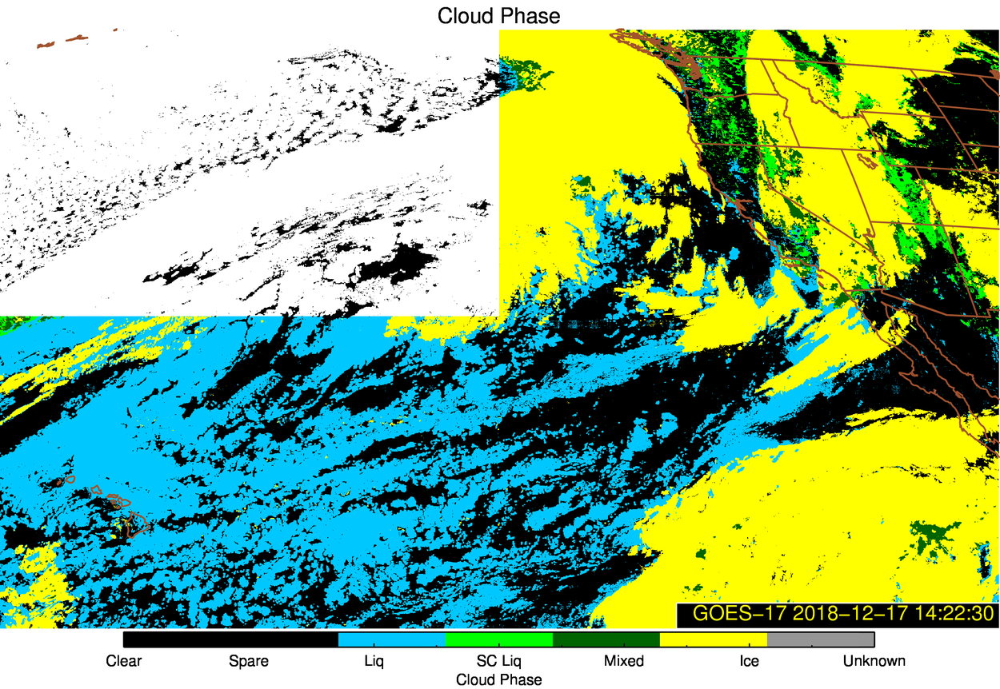 Cloud Phase
GOES−17 2018−12−17 14:22:30
Clear Spare Liq SC Liq Mixed Ice Unknown
Cloud Phase